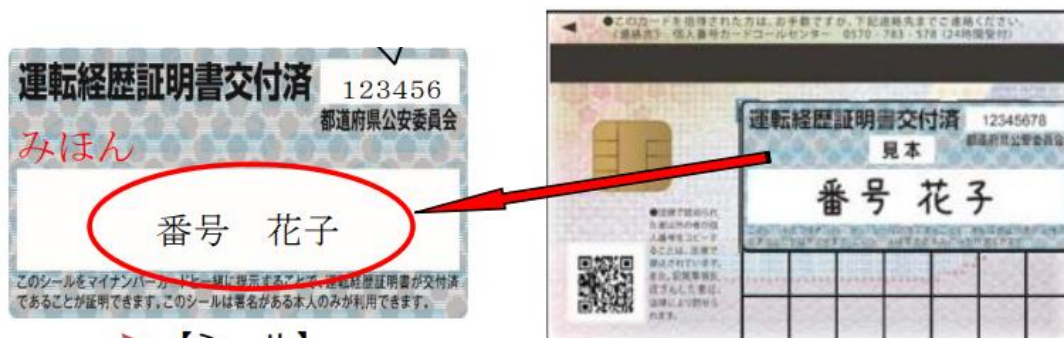 運転経歴証明書交付済
123456
都道府県公安委員会
みほん
番号 花子
このシールをマイナンバーカードと一緒に提示することで、運転経歴証明書が交付済
であることが証明できます。このシールは署名がある本人のみが利用できます。
●このカードを拾得された方は、お手数ですが、下記連絡先までご連絡ください。
〈連絡先〉 個人番号カードコールセンター 0570-783-578 (24時間受付)
運転経歴証明書交付済
12345678
都道府県公安委員会
見本
番号 花子